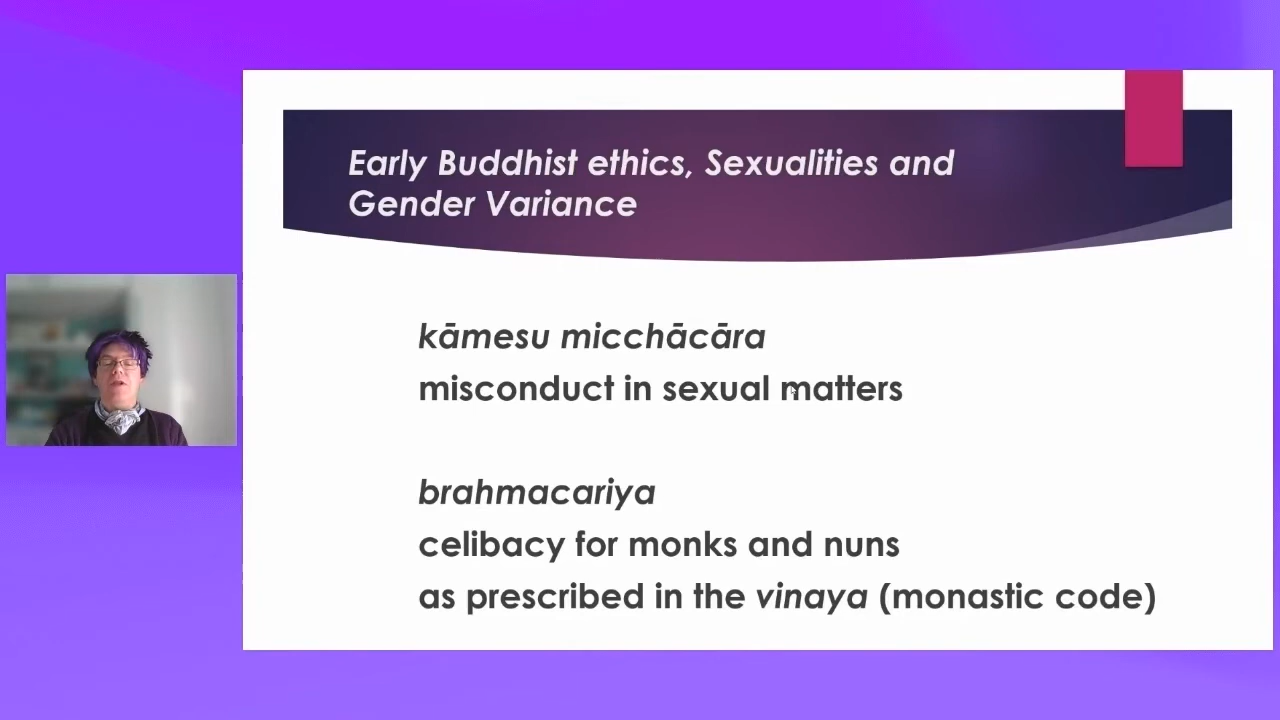 Early Buddhist ethics, Sexualities and
Gender Variance
kāmesu micchācāra
misconduct in sexual matters
brahmacariya
celibacy for monks and nuns
as prescribed in the vinaya (monastic code)